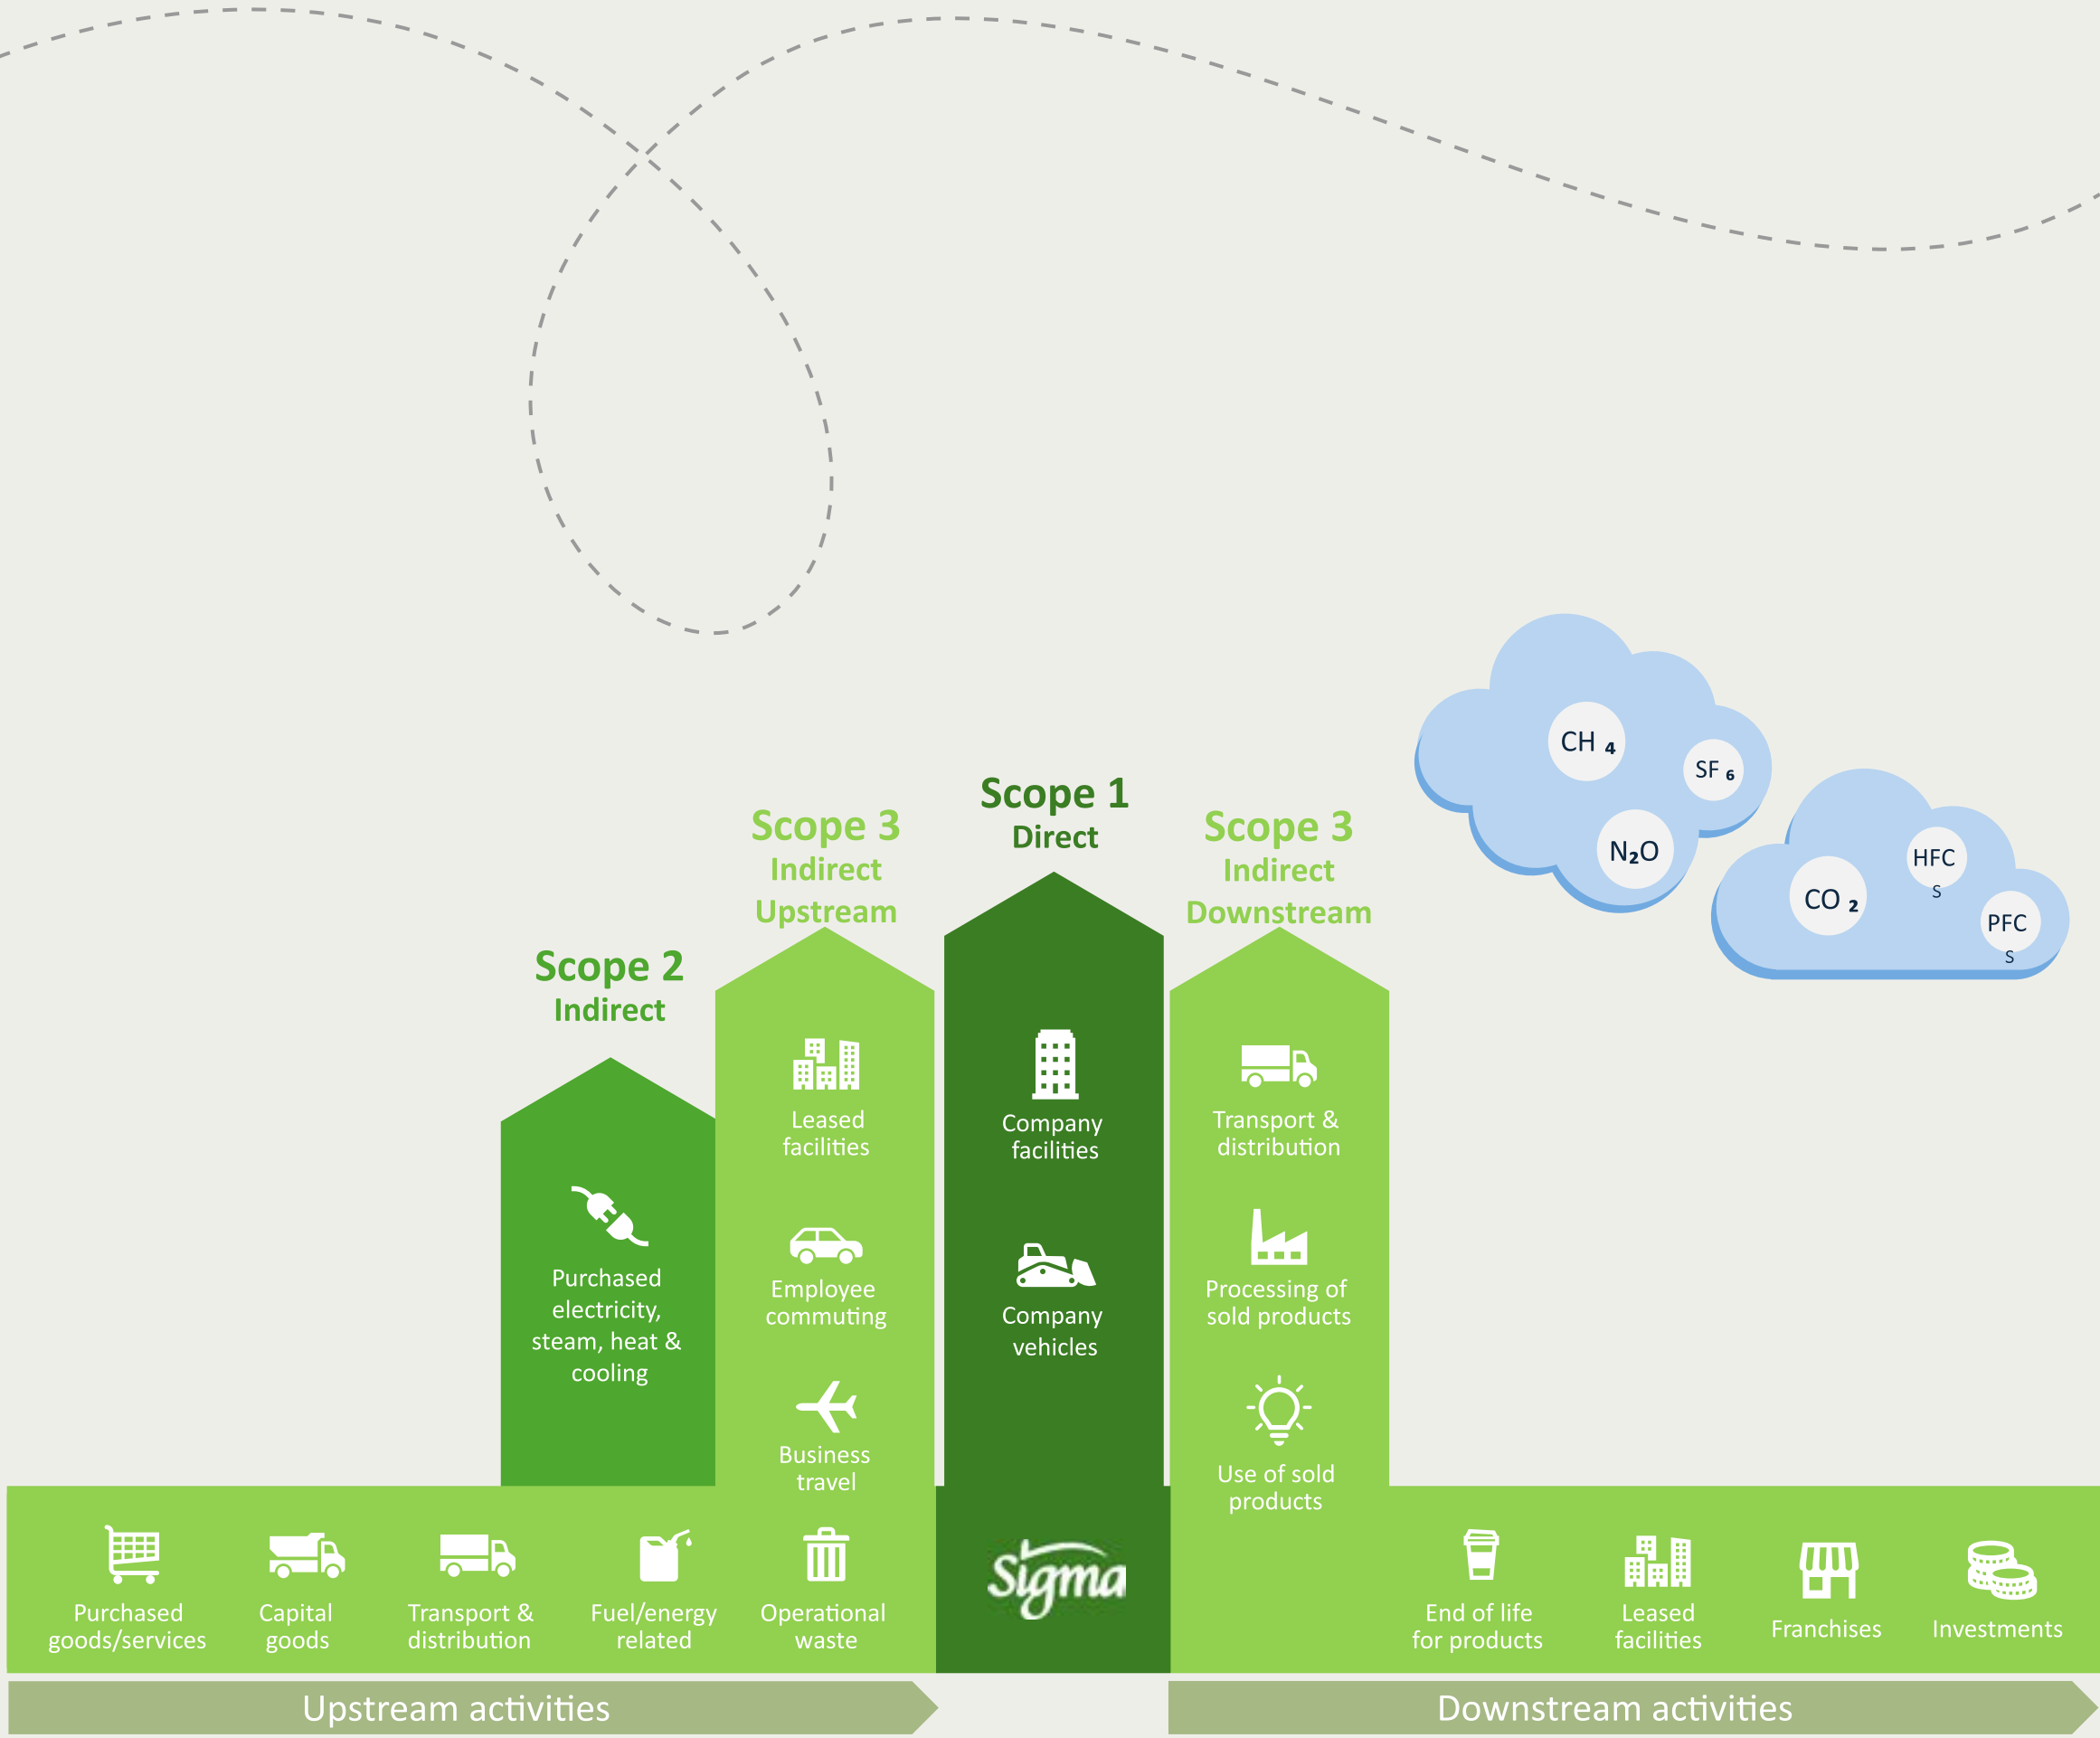 Scope 1
Direct
Scope 3
Indirect
Upstream
Scope 3
Indirect
Downstream
Scope 2
Indirect
CH 4
SF 6
N₂O
CO 2
HFC
S
PFC
S
Purchased
electricity,
steam, heat &
cooling
Leased
facilities
Employee
commuting
Business
travel
Company
facilities
Company
vehicles
Transport &
distribution
Processing of
sold products
Use of sold
products
Purchased
goods/services
Capital
goods
Transport &
distribution
Fuel/energy
related
Operational
waste
Sigma
End of life
for products
Leased
facilities
Franchises
Investments
Upstream activities
Downstream activities